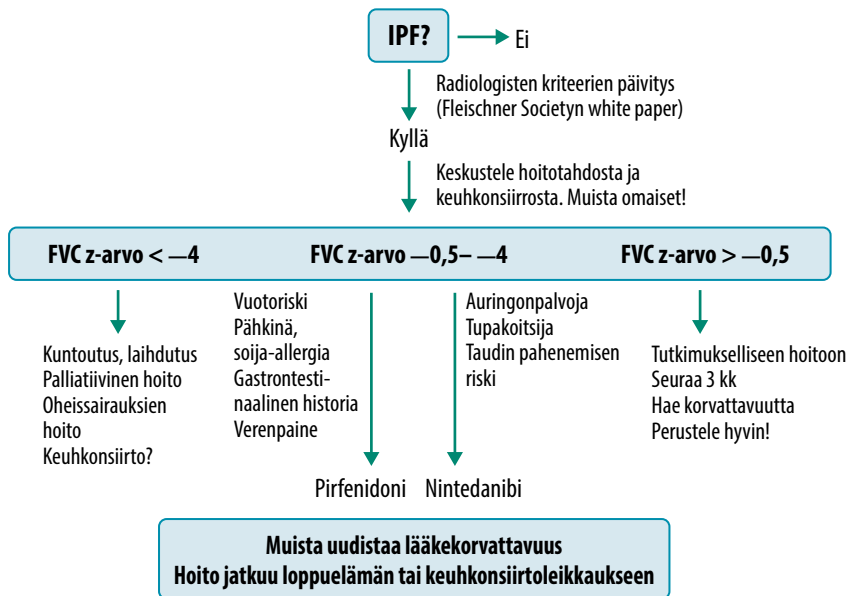 IPF?
Ei
Radiologisten kriteerien päivitys
(Fleischner Societyn white paper)
Kyllä
Keskustele hoitotahdosta ja
keuhkonsiirrosta. Muista omaiset!
FVC z-arvo < —4
FVC z-arvo —0,5– —4
FVC z-arvo > —0,5
Kuntoutus, laihdutus
Palliatiivinen hoito
Oheissairauksien
hoito
Keuhkonsiirto?
Vuotoriski
Pähkinä,
soija-allergia
Gastrontesti-
naalinen historia
Verenpaine
Auringonpalvoja
Tupakoitsija
Taudin pahenemisen
riski
Tutkimukselliseen hoitoon
Seuraa 3 kk
Hae korvattavuutta
Perustele hyvin!
Pirfenidoni
Nintedanibi
Muista uudistaa lääkekorvattavuus
Hoito jatkuu loppuelämän tai keuhkonsiirtoleikkaukseen